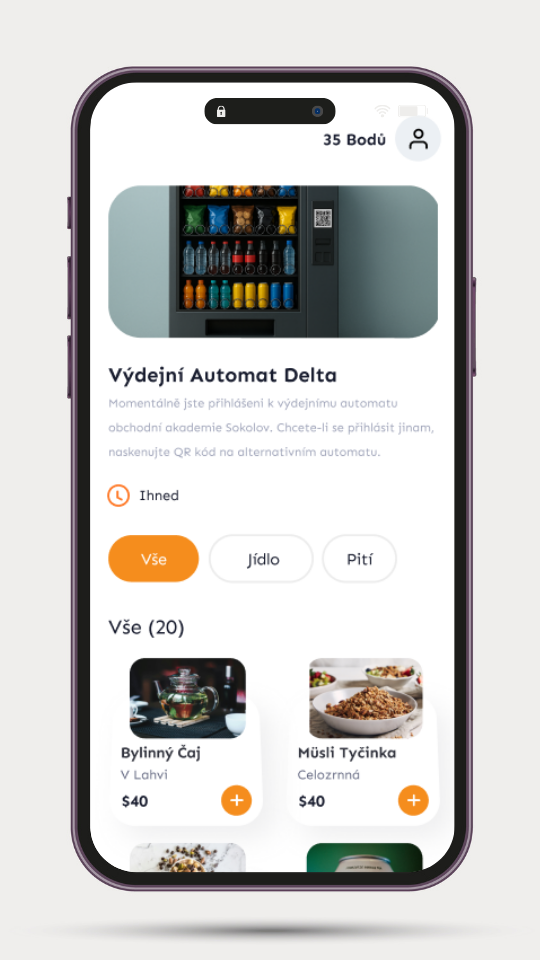 35 Bodů
Výdejní Automat Delta
Momentálně jste přihlášeni k výdejnímu automatu
obchodní akademie Sokolov. Chcete-li se přihlásit jinam,
naskenujte QR kód na alternativním automatu.
Ihned
Vše Jídlo Pití
Vše (20)
Bylinný Čaj
V Lahvi
$40
Müsli Tyčinka
Celozrnná
$40